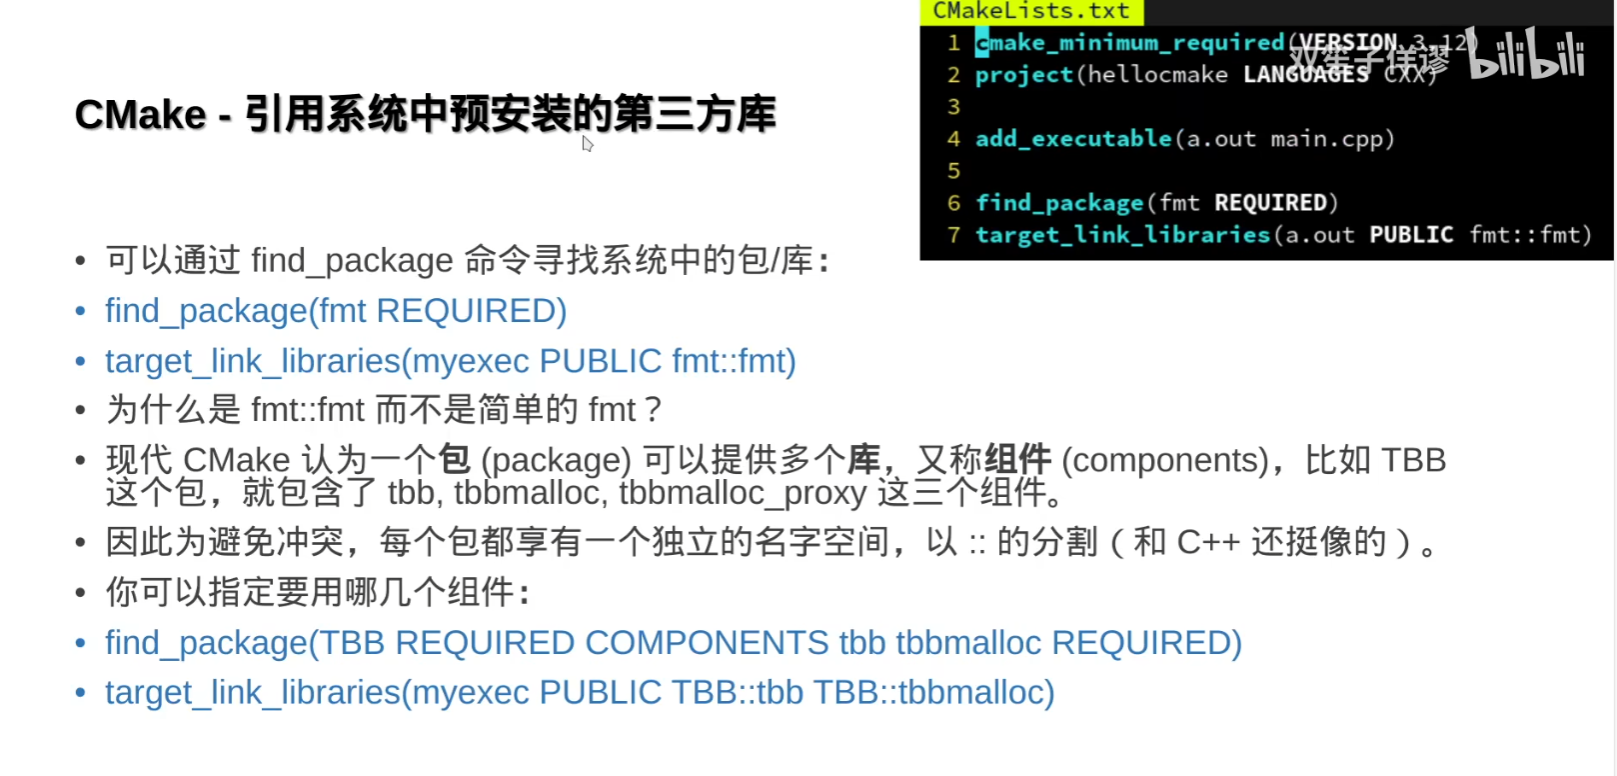 CMakeLists.txt
1 cmake_minimum_required(VERSION 3.12)
2 project(hellocmake LANGUAGES CXX)
3
4 add_executable(a.out main.cpp)
5
6 find_package(fmt REQUIRED)
7 target_link_libraries(a.out PUBLIC fmt::fmt)
双笙子佯谬 bilibili
CMake - 引用系统中预安装的第三方库
• 可以通过 find_package 命令寻找系统中的包/库：
• find_package(fmt REQUIRED)
• target_link_libraries(myexec PUBLIC fmt::fmt)
• 为什么是 fmt::fmt 而不是简单的 fmt？
• 现代 CMake 认为一个包 (package) 可以提供多个库，又称组件 (components)，比如 TBB
这个包，就包含了 tbb, tbbmalloc, tbbmalloc_proxy 这三个组件。
• 因此为避免冲突，每个包都享有一个独立的名字空间，以 :: 的分割（和 C++ 还挺像的）。
• 你可以指定要用哪几个组件：
• find_package(TBB REQUIRED COMPONENTS tbb tbbmalloc REQUIRED)
• target_link_libraries(myexec PUBLIC TBB::tbb TBB::tbbmalloc)